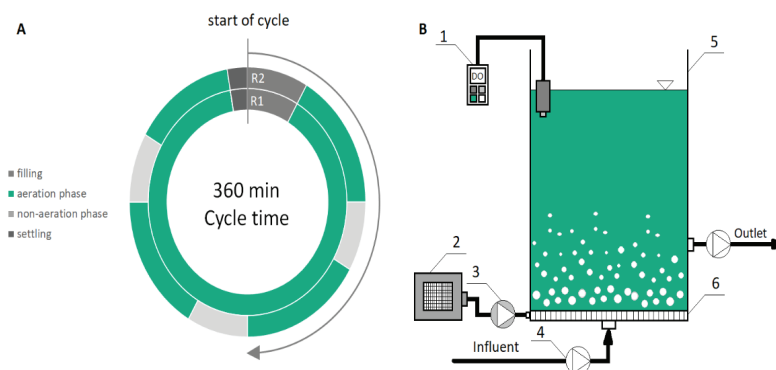 A
start of cycle
R2
R1
filling
aeration phase
non-aeration phase
settling
360 min
Cycle time
B
1
DO
5
2
3
Outlet
6
4
Influent